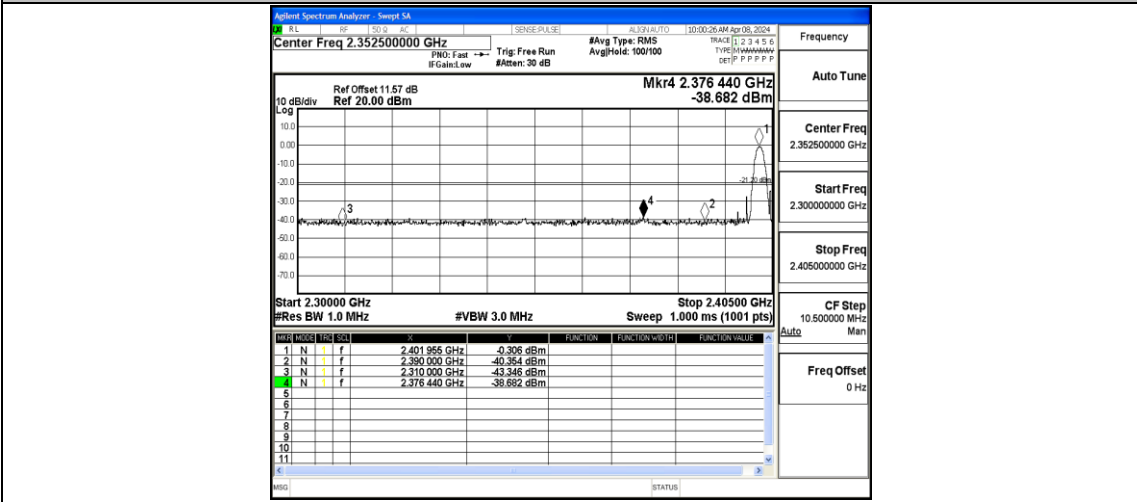 Agilent Spectrum Analyzer - Swept SA
RL RF 50 Ω AC SENSE:PULSE ALIGN AUTO 10:00:26 AM Apr 08, 2024
Center Freq 2.352500000 GHz
PNO: Fast
IFGain:Low
Trig: Free Run
#Atten: 30 dB
#Avg Type: RMS
Avg|Hold: 100/100
TRACE 1 2 3 4 5 6
TYPE M
DET P P P P P P
Mkr4 2.376 440 GHz
-38.682 dBm
Ref Offset 11.57 dB
10 dB/div Ref 20.00 dBm
Log
10.0
0.00
-10.0
-20.0
-30.0
-40.0
-50.0
-60.0
-70.0
1
-21.20 dBm
3
4
2
Start 2.30000 GHz Stop 2.40500 GHz
#Res BW 1.0 MHz #VBW 3.0 MHz Sweep 1.000 ms (1001 pts)
MKR MODE TRC SCL X Y FUNCTION FUNCTION WIDTH FUNCTION VALUE
1 N 1 f 2.401 955 GHz -0.306 dBm
2 N 1 f 2.390 000 GHz -40.354 dBm
3 N 1 f 2.310 000 GHz -43.346 dBm
4 N 1 f 2.376 440 GHz -38.682 dBm
5
6
7
8
9
10
11
MSG STATUS
Frequency
Auto Tune
Center Freq
2.352500000 GHz
Start Freq
2.300000000 GHz
Stop Freq
2.405000000 GHz
CF Step
10.500000 MHz
Auto Man
Freq Offset
0 Hz